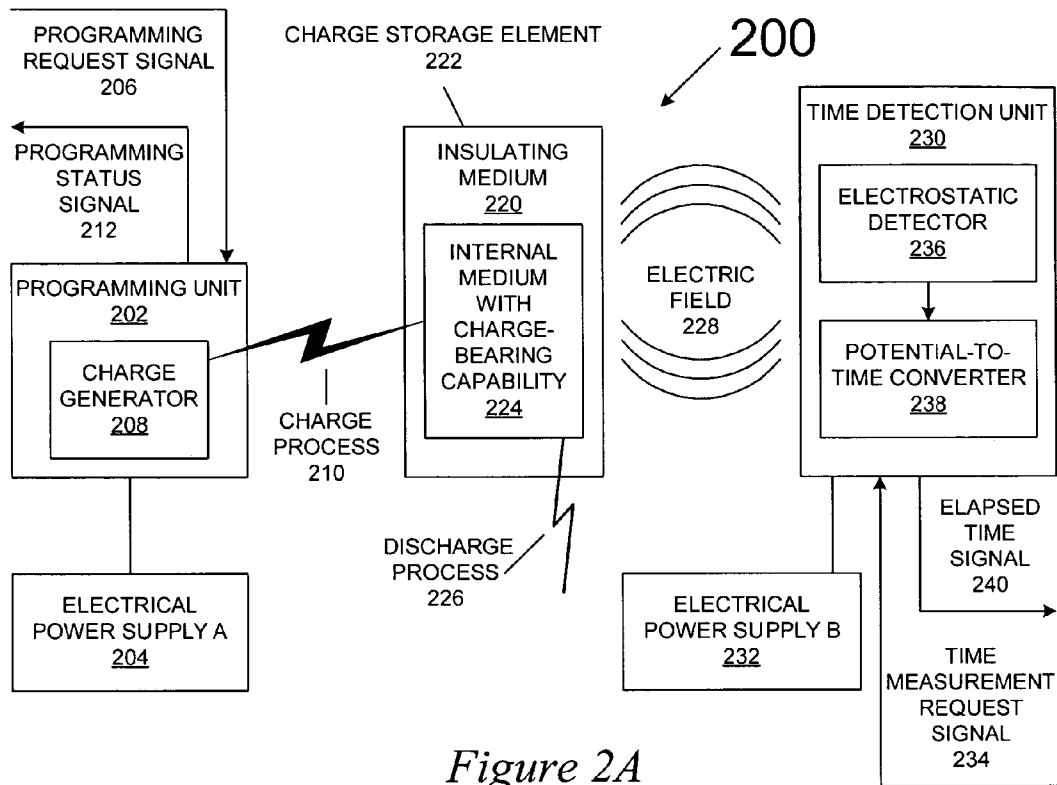 PROGRAMMING
REQUEST SIGNAL
206
PROGRAMMING
STATUS
SIGNAL
212
PROGRAMMING UNIT
202
CHARGE
GENERATOR
208
ELECTRICAL
POWER SUPPLY A
204
CHARGE
PROCESS
210
CHARGE STORAGE ELEMENT
222
INSULATING
MEDIUM
220
INTERNAL
MEDIUM
WITH
CHARGE-
BEARING
CAPABILITY
224
DISCHARGE
PROCESS
226
200
ELECTRIC
FIELD
228
TIME DETECTION UNIT
230
ELECTROSTATIC
DETECTOR
236
POTENTIAL-TO-
TIME CONVERTER
238
ELECTRICAL
POWER SUPPLY B
232
ELAPSED
TIME
SIGNAL
240
TIME
MEASUREMENT
REQUEST
SIGNAL
234
Figure 2A